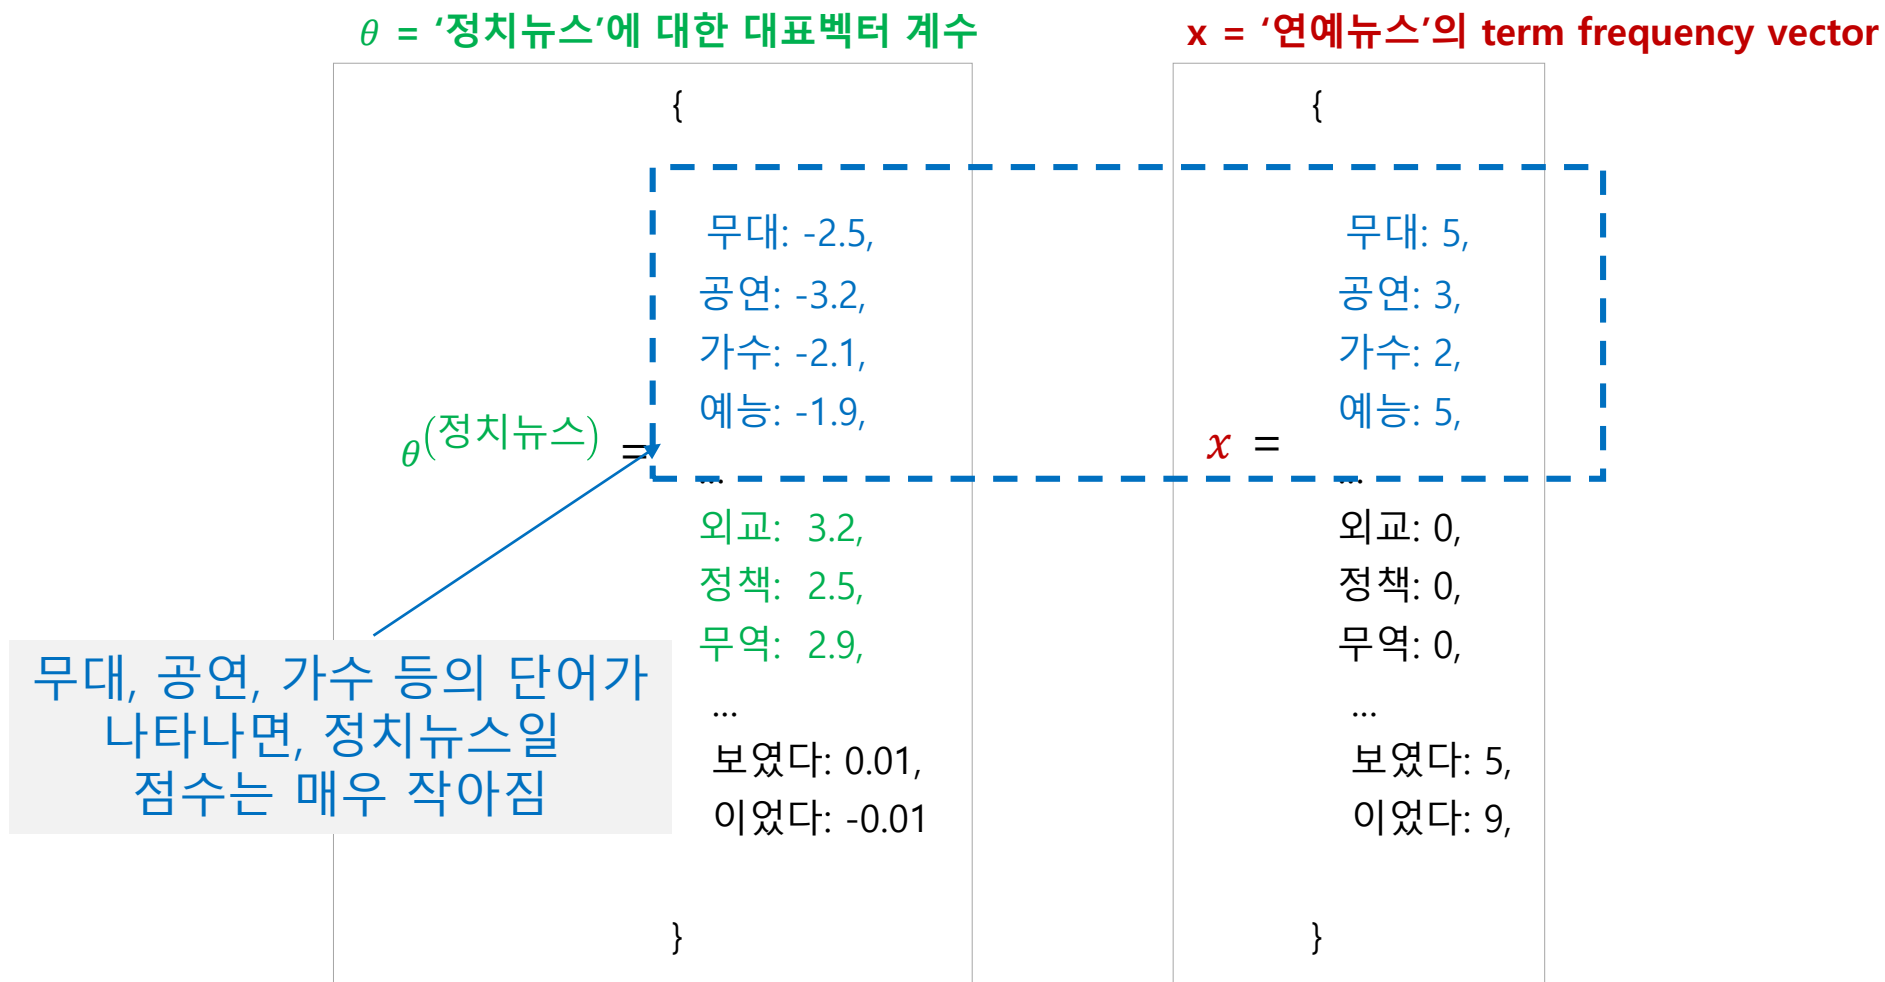 θ = ‘정치뉴스’에 대한 대표벡터 계수
{
무대: -2.5,
공연: -3.2,
가수: -2.1,
예능: -1.9,
θ(정치뉴스) =
...
외교: 3.2,
정책: 2.5,
무역: 2.9,
...
보였다: 0.01,
이었다: -0.01
}
x = ‘연예뉴스’의 term frequency vector
{
무대: 5,
공연: 3,
가수: 2,
예능: 5,
x =
...
외교: 0,
정책: 0,
무역: 0,
...
보였다: 5,
이었다: 9,
}
무대, 공연, 가수 등의 단어가
나타나면, 정치뉴스일
점수는 매우 작아짐